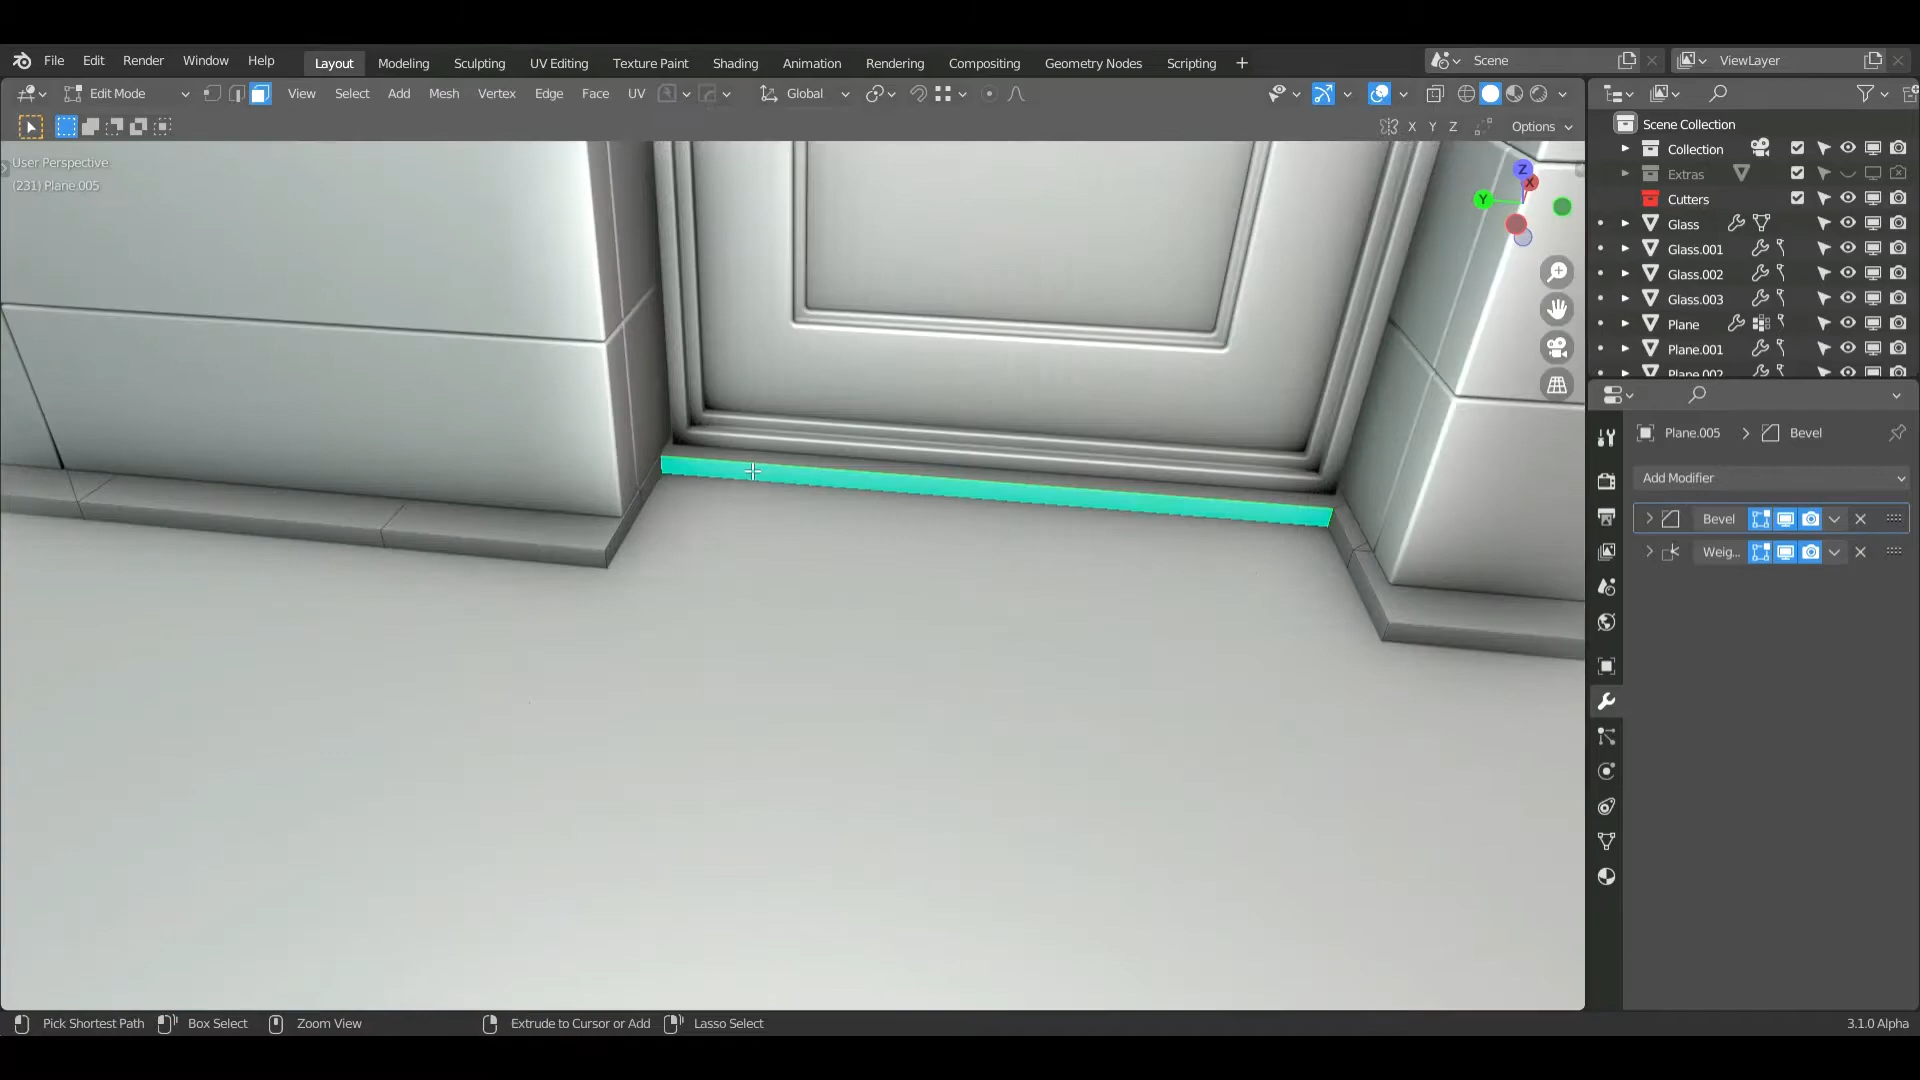 File Edit Render Window Help Layout Modeling Sculpting UV Editing Texture Paint Shading Animation Rendering Compositing Geometry Nodes Scripting + Scene ViewLayer
Edit Mode View Select Add Mesh Vertex Edge Face UV Global
X Y Z Options
User Perspective
(231) Plane.005
Z
X
Y
Scene Collection
Collection
Extras
Cutters
Glass
Glass.001
Glass.002
Glass.003
Plane
Plane.001
Plane.002
Plane.005 Bevel
Add Modifier
Bevel
Weig...
Pick Shortest Path Box Select Zoom View Extrude to Cursor or Add Lasso Select 3.1.0 Alpha